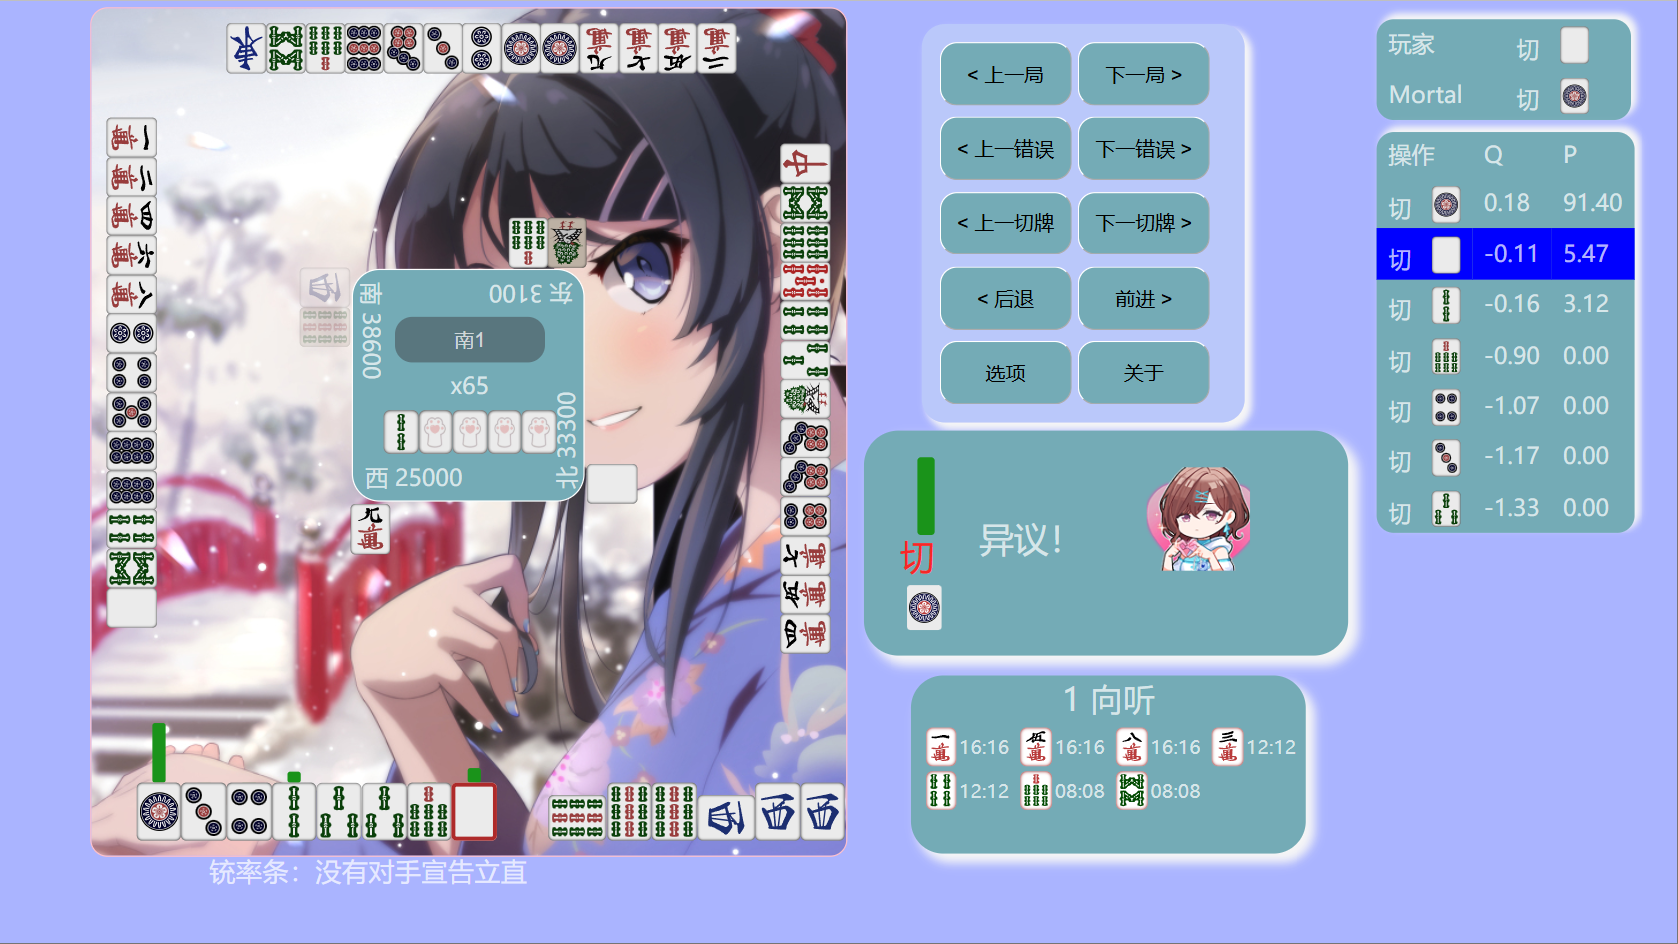 东 3100
南 38600
南1
x65
北 33300
西 25000
铳率条：没有对手宣告立直
< 上一局
下一局 >
< 上一错误
下一错误 >
< 上一切牌
下一切牌 >
< 后退
前进 >
选项
关于
切
异议！
1 向听
16:16 16:16 16:16 12:12
12:12 08:08 08:08
玩家 切
Mortal 切
操作 Q P
切 0.18 91.40
切 -0.11 5.47
切 -0.16 3.12
切 -0.90 0.00
切 -1.07 0.00
切 -1.17 0.00
切 -1.33 0.00